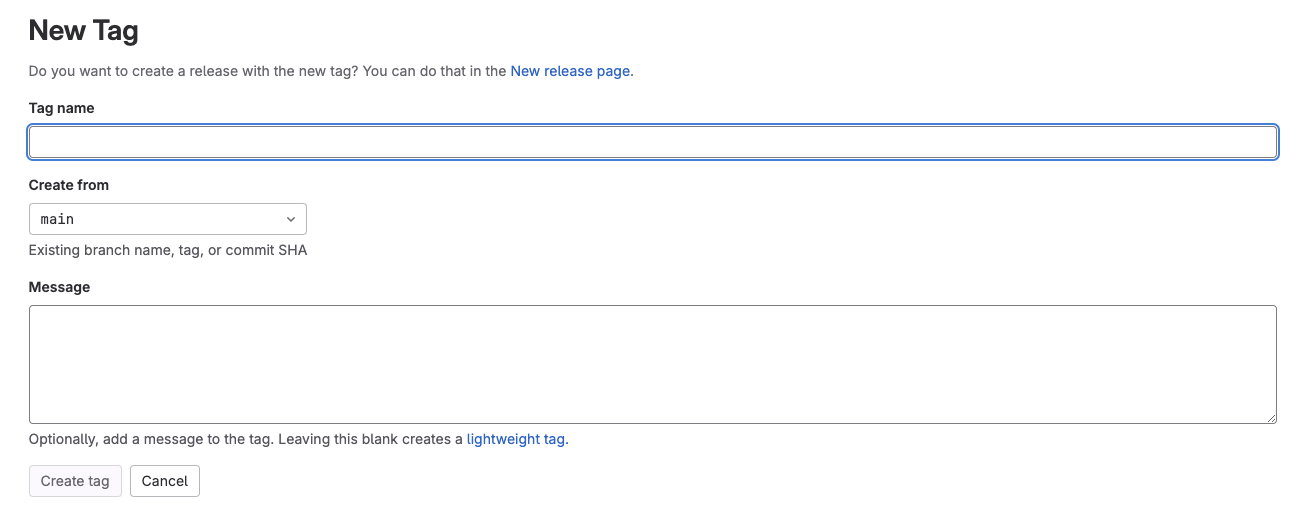 New Tag
Do you want to create a release with the new tag? You can do that in the New release page.
Tag name
Create from
main
Existing branch name, tag, or commit SHA
Message
Optionally, add a message to the tag. Leaving this blank creates a lightweight tag.
Create tag Cancel